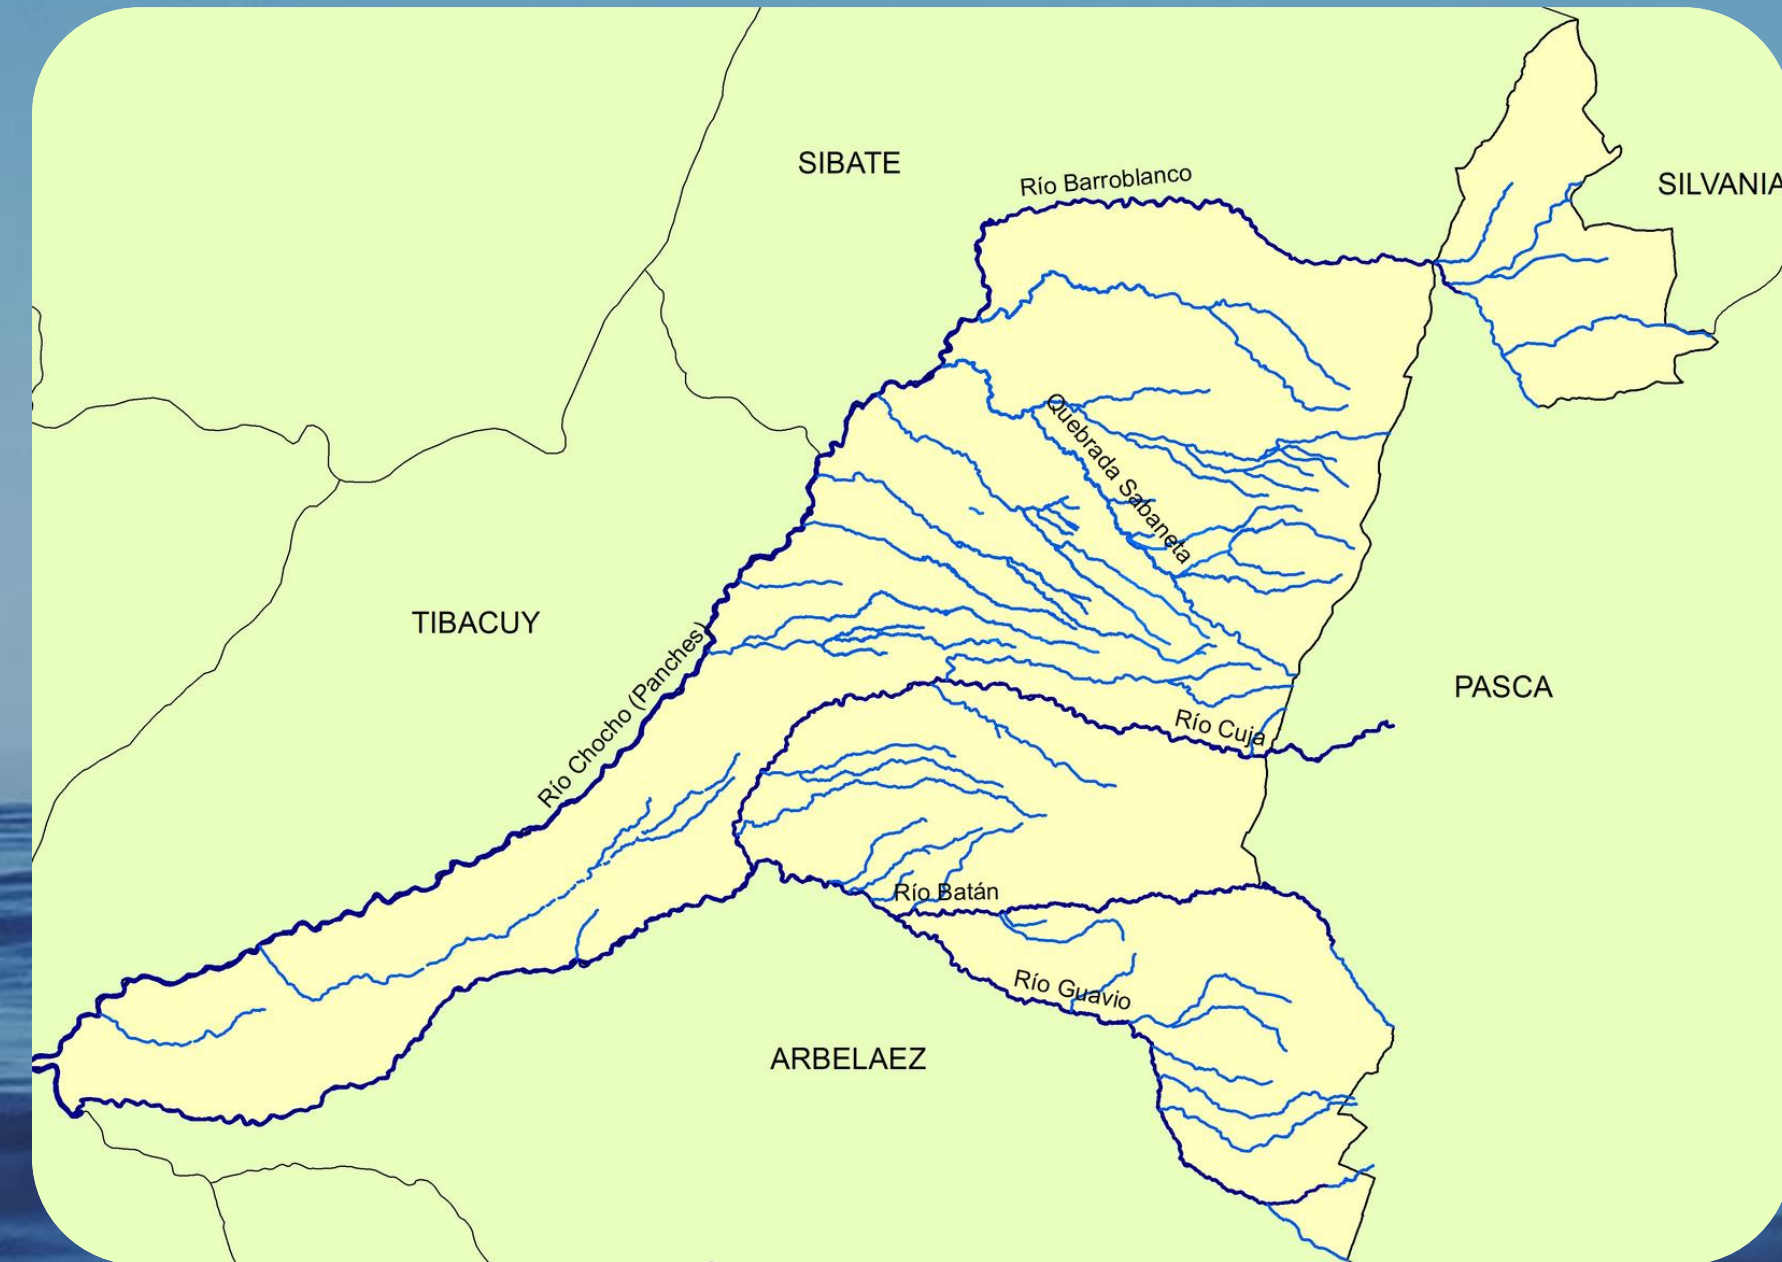 SIBATE
Río Barroblanco
SILVANIA
Quebrada Sabaneta
TIBACUY
Río Chocho (Panches)
PASCA
Río Cuja
Río Batán
Río Guavio
ARBELAEZ